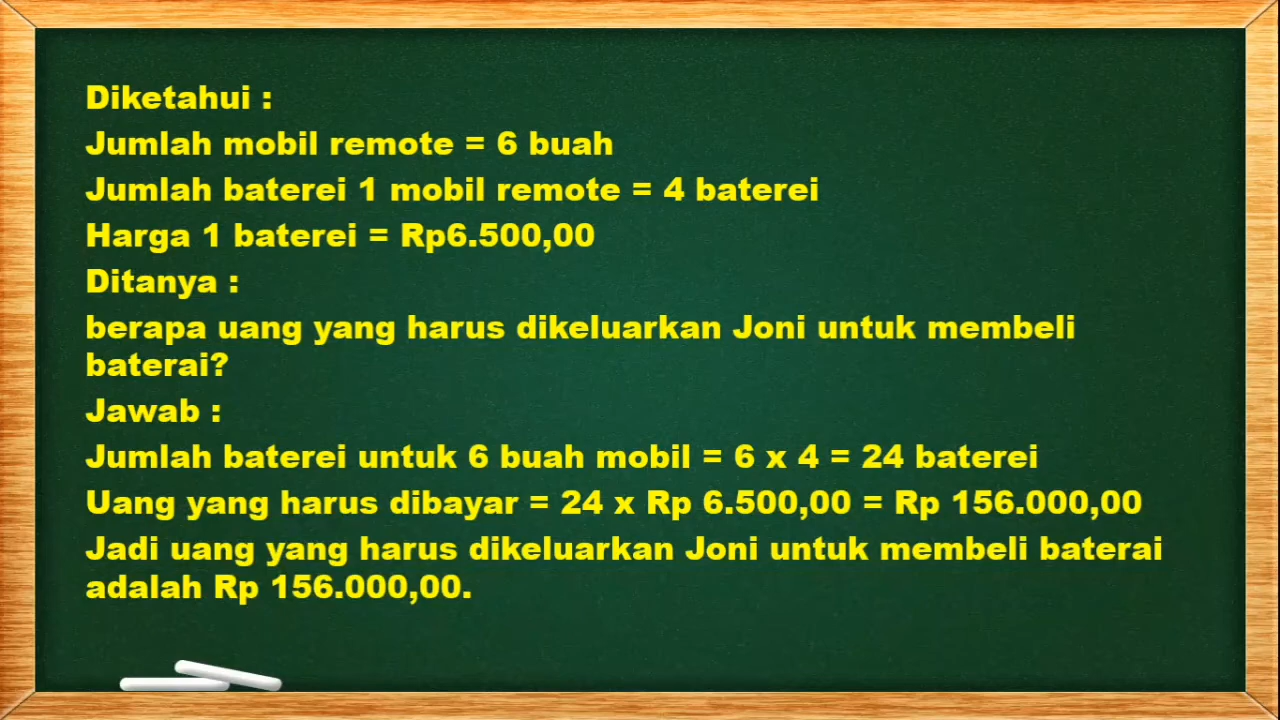 Diketahui :
Jumlah mobil remote = 6 buah
Jumlah baterei 1 mobil remote = 4 baterei
Harga 1 baterei = Rp6.500,00
Ditanya :
berapa uang yang harus dikeluarkan Joni untuk membeli
baterai?
Jawab :
Jumlah baterei untuk 6 buah mobil = 6 x 4 = 24 baterei
Uang yang harus dibayar = 24 x Rp 6.500,00 = Rp 156.000,00
Jadi uang yang harus dikeluarkan Joni untuk membeli baterai
adalah Rp 156.000,00.